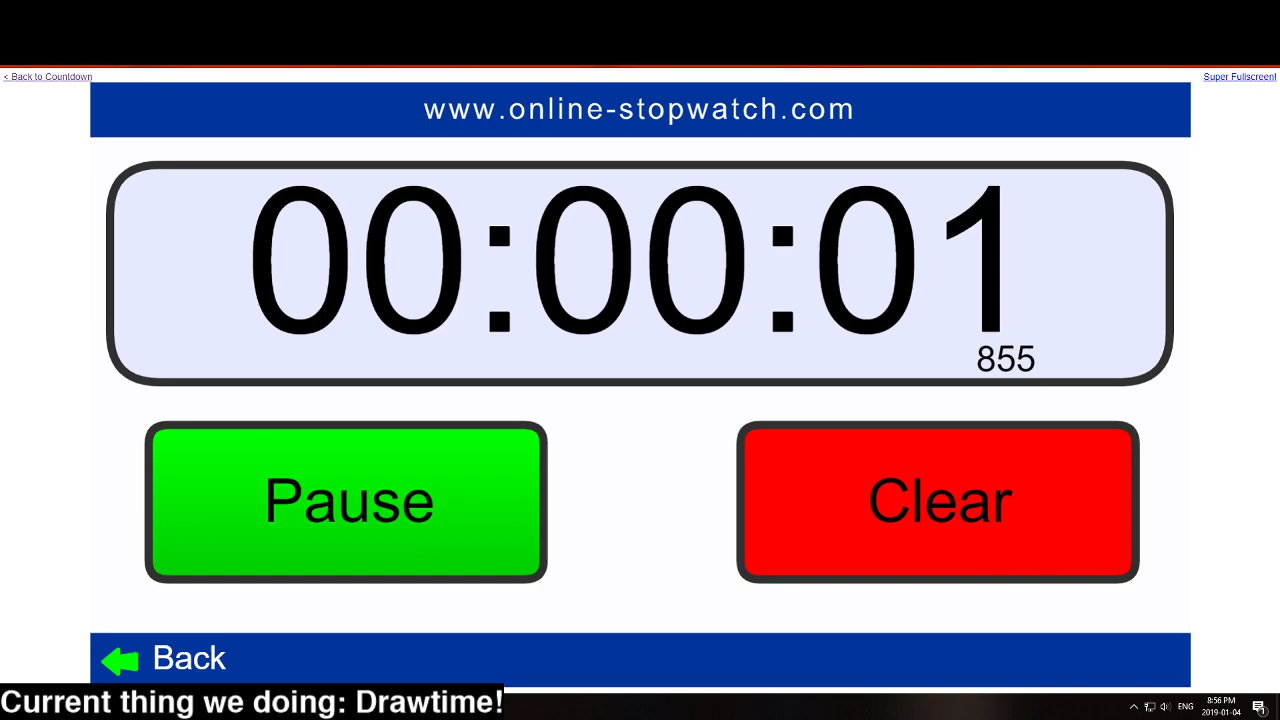 < Back to Countdown
Super Fullscreen!
www.online-stopwatch.com
00:00:01
855
Pause
Clear
Back
Current thing we doing: Drawtime!
ENG
8:56 PM
2019-01-04